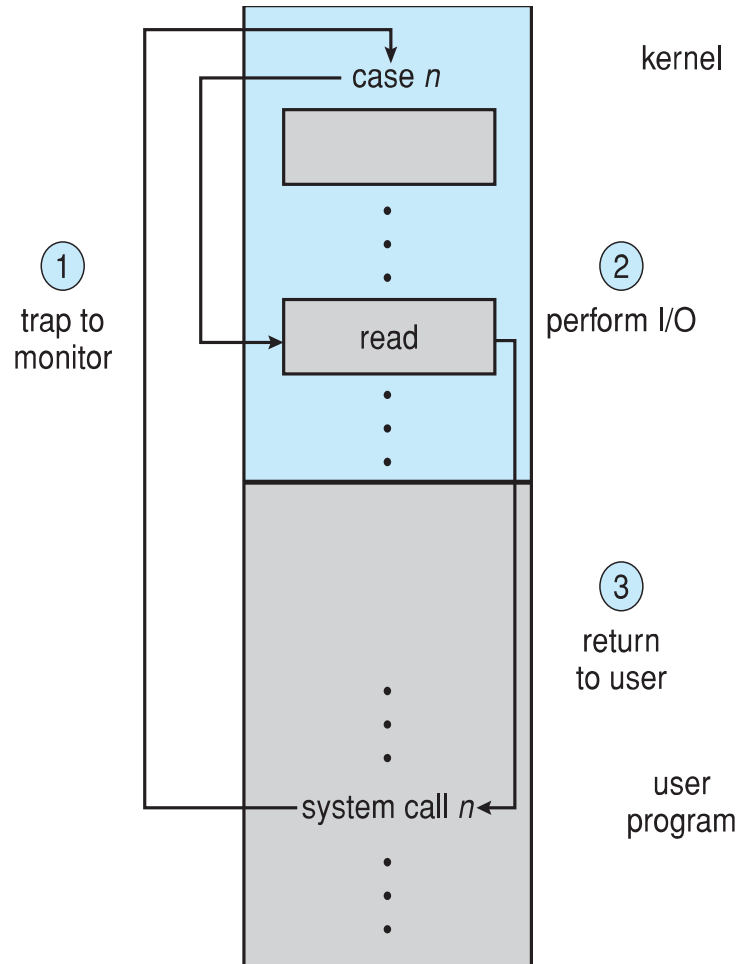 kernel
case n
1
trap to
monitor
2
perform I/O
read
3
return
to user
system call n
user
program